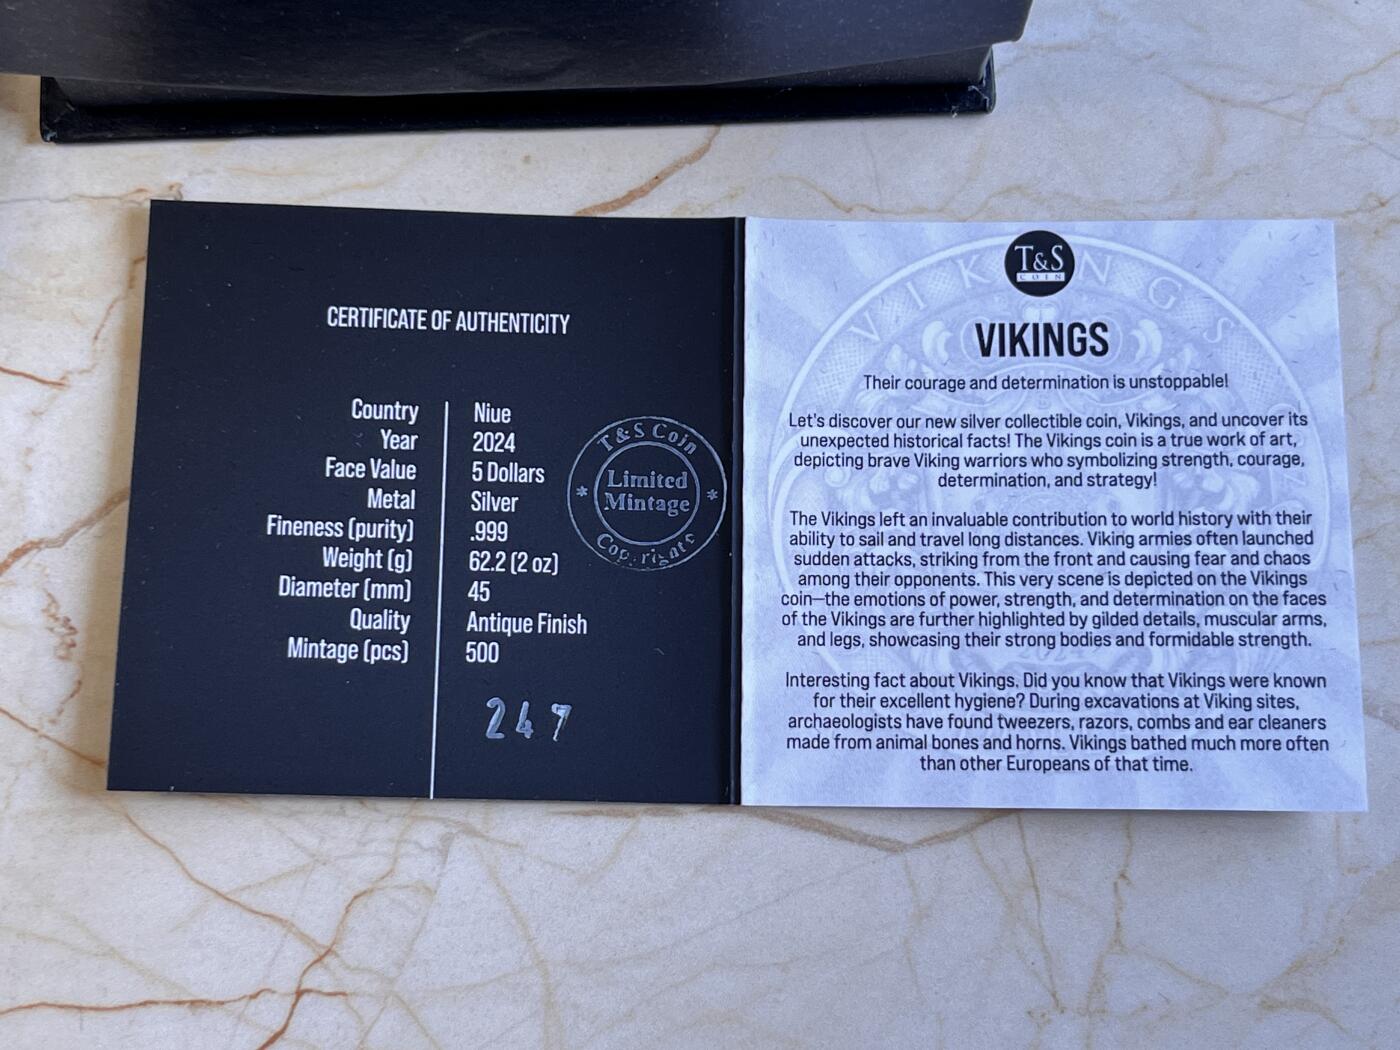 CERTIFICATE OF AUTHENTICITY
Country Niue
Year 2024
Face Value 5 Dollars
Metal Silver
Fineness (purity) .999
Weight (g) 62.2 (2 oz)
Diameter (mm) 45
Quality Antique Finish
Mintage (pcs) 500
247
T&S Coin
Limited
Mintage
T&S
COIN
VIKINGS
VIKINGS
Their courage and determination is unstoppable!
Let's discover our new silver collectible coin, Vikings, and uncover its
unexpected historical facts! The Vikings coin is a true work of art,
depicting brave Viking warriors who symbolizing strength, courage,
determination, and strategy!
The Vikings left an invaluable contribution to world history with their
ability to sail and travel long distances. Viking armies often launched
sudden attacks, striking from the front and causing fear and chaos
among their opponents. This very scene is depicted on the Vikings
coin—the emotions of power, strength, and determination on the faces
of the Vikings are further highlighted by gilded details, muscular arms,
and legs, showcasing their strong bodies and formidable strength.
Interesting fact about Vikings. Did you know that Vikings were known
for their excellent hygiene? During excavations at Viking sites,
archaeologists have found tweezers, razors, combs and ear cleaners
made from animal bones and horns. Vikings bathed much more often
than other Europeans of that time.